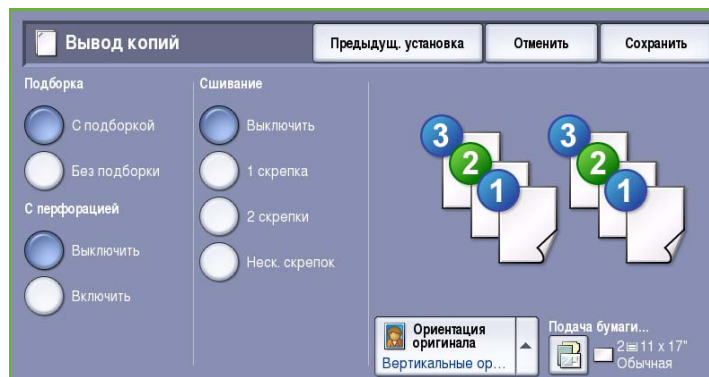 Вывод копий
Предыдущ. установка
Отменить
Сохранить
Подборка
С подборкой
Без подборки
С перфорацией
Выключить
Включить
Сшивание
Выключить
1 скрепка
2 скрепки
Неск. скрепок
3
2
1
3
2
1
Ориентация
оригинала
Вертикальные ор...
Подача бумаги...
2 11 x 17"
Обычная